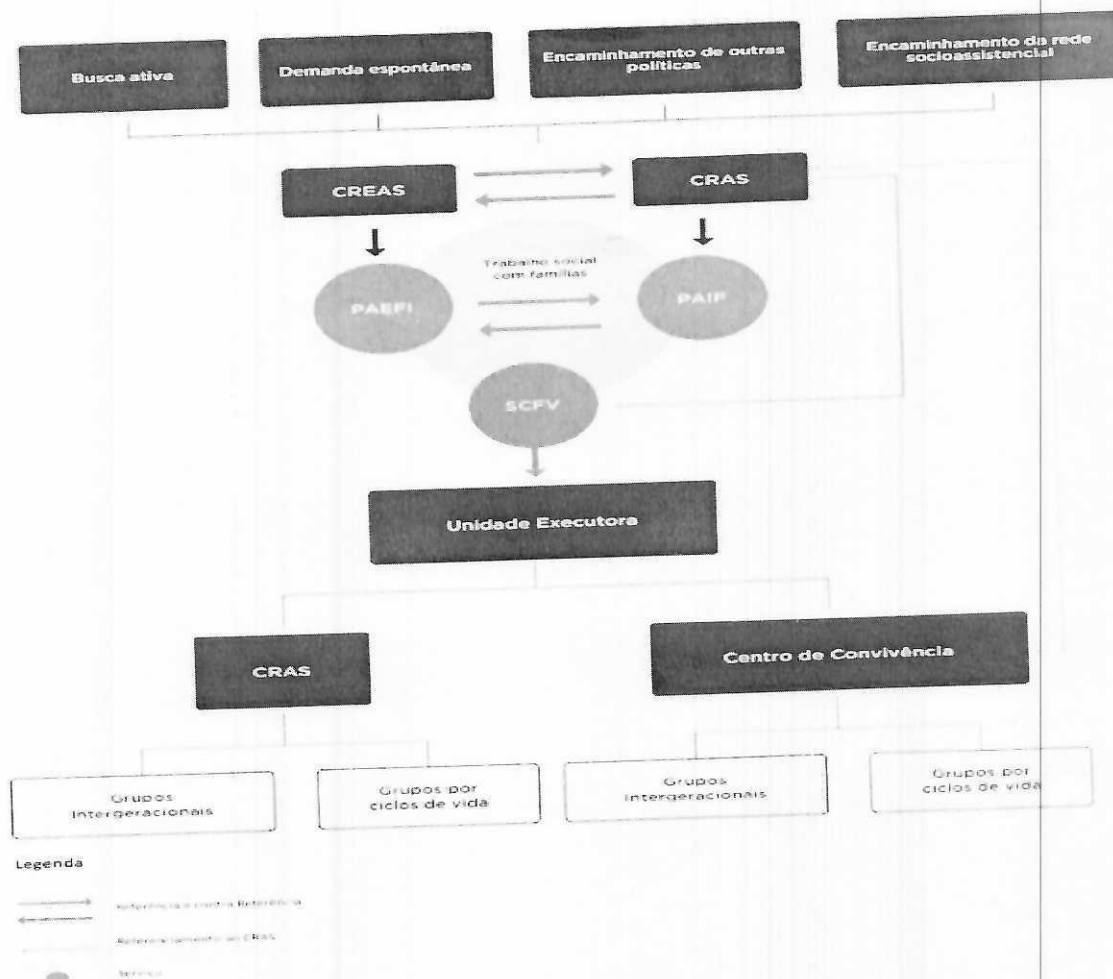 Busca ativa
Demanda espontânea
Encaminhamento de outras
políticas
Encaminhamento da rede
socioassistencial
CREAS
CRAS
Trabalho social
com famílias
PAEFI
PAIF
SCFV
Unidade Executora
CRAS
Centro de Convivência
Grupos
Intergeracionais
Grupos por
ciclos de vida
Grupos
Intergeracionais
Grupos por
ciclos de vida
Legenda
Referência e contra Referência
Referenciamento ao CRAS
Serviço